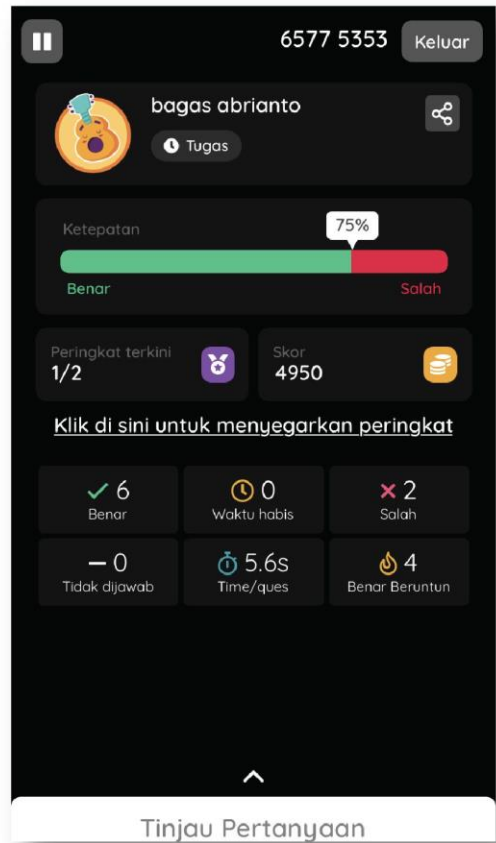 6577 5353 Keluar
bagas abrianto
Tugas
Ketepatan
75%
Benar Salah
Peringkat terkini
1/2
Skor
4950
Klik di sini untuk menyegarkan peringkat
6
Benar
0
Waktu habis
2
Salah
0
Tidak dijawab
5.6s
Time/ques
4
Benar Beruntun
Tinjau Pertanyaan